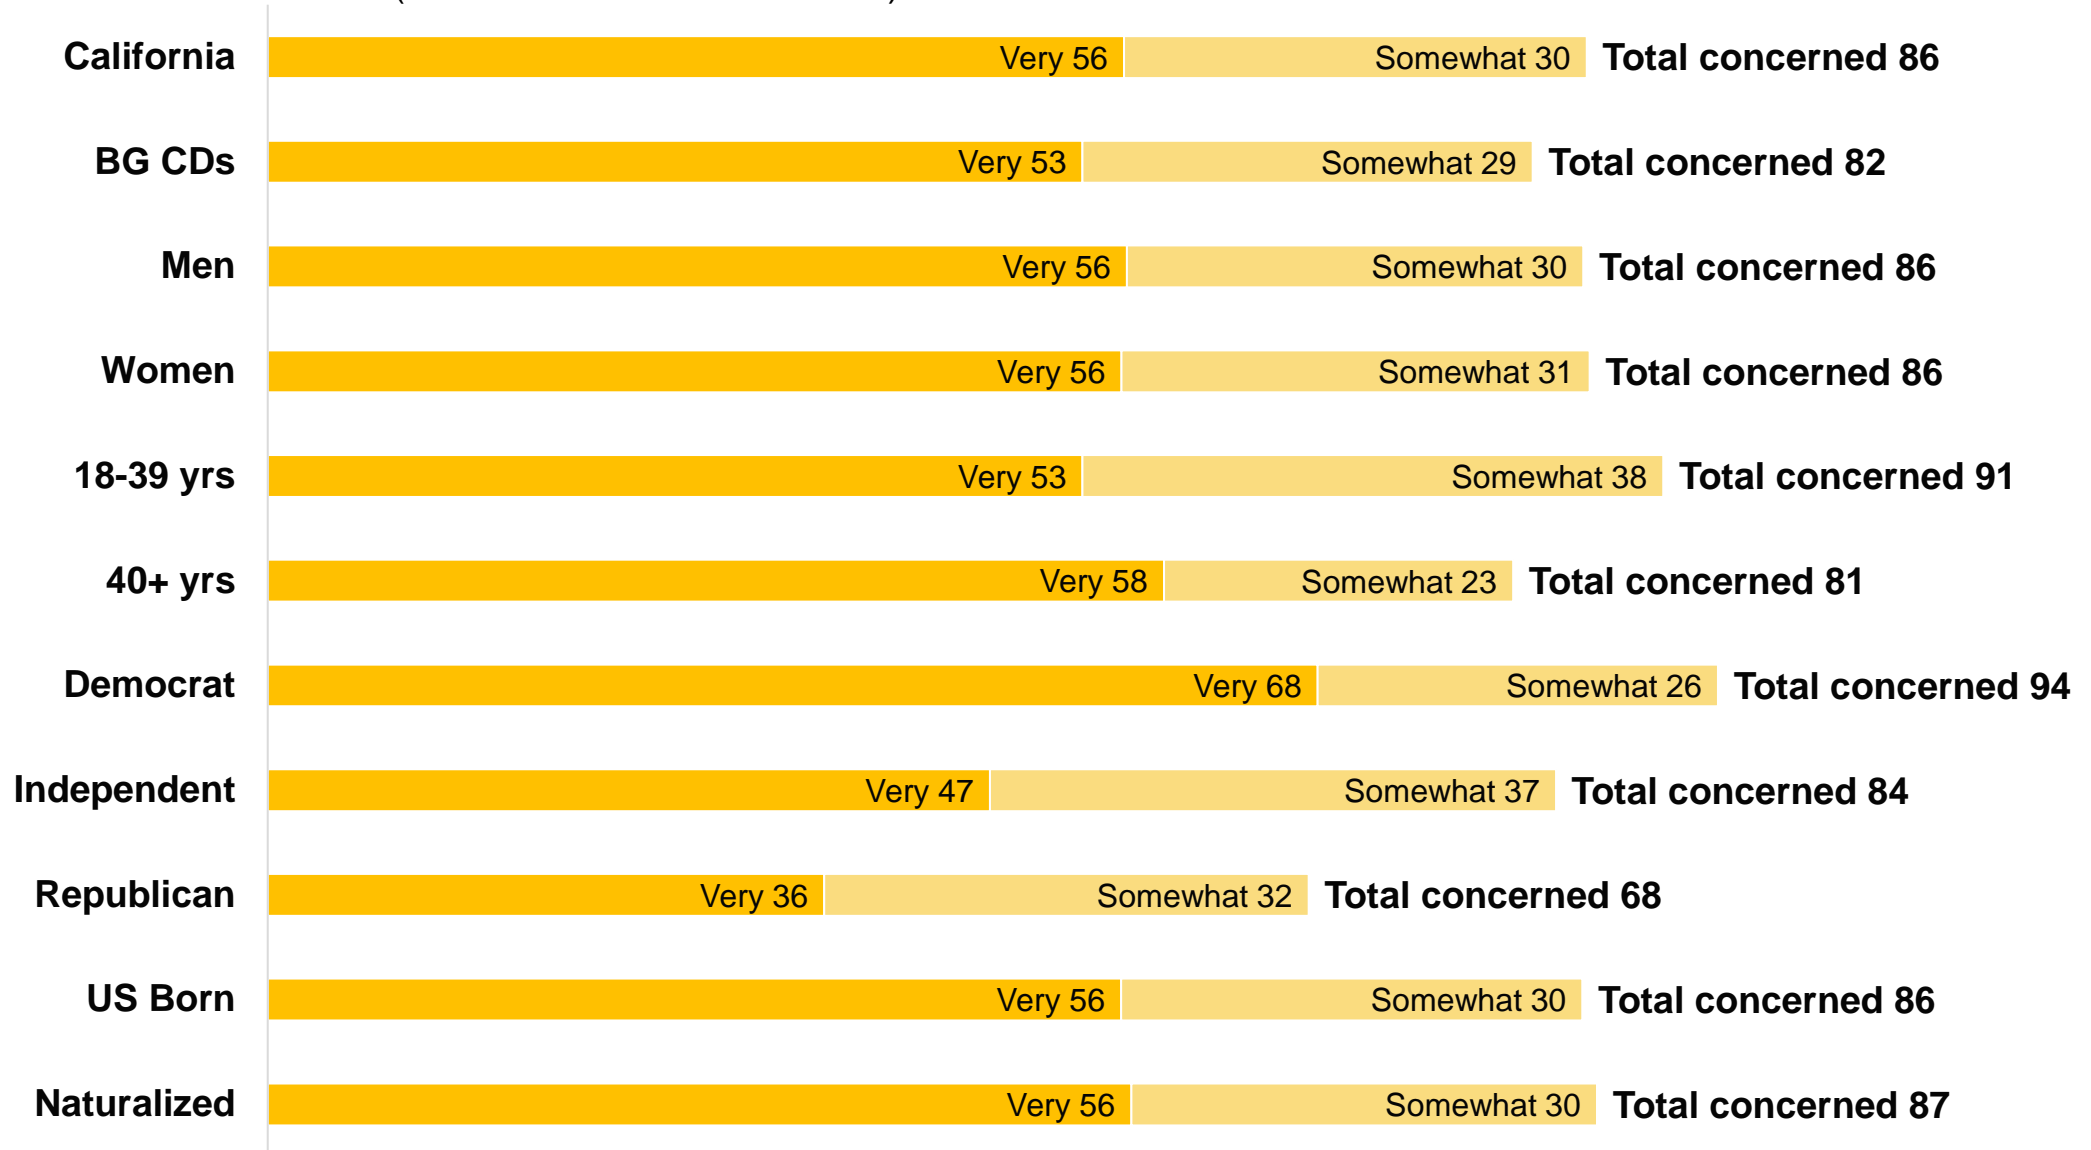 California Very 56 Somewhat 30 Total concerned 86
BG CDs Very 53 Somewhat 29 Total concerned 82
Men Very 56 Somewhat 30 Total concerned 86
Women Very 56 Somewhat 31 Total concerned 86
18-39 yrs Very 53 Somewhat 38 Total concerned 91
40+ yrs Very 58 Somewhat 23 Total concerned 81
Democrat Very 68 Somewhat 26 Total concerned 94
Independent Very 47 Somewhat 37 Total concerned 84
Republican Very 36 Somewhat 32 Total concerned 68
US Born Very 56 Somewhat 30 Total concerned 86
Naturalized Very 56 Somewhat 30 Total concerned 87